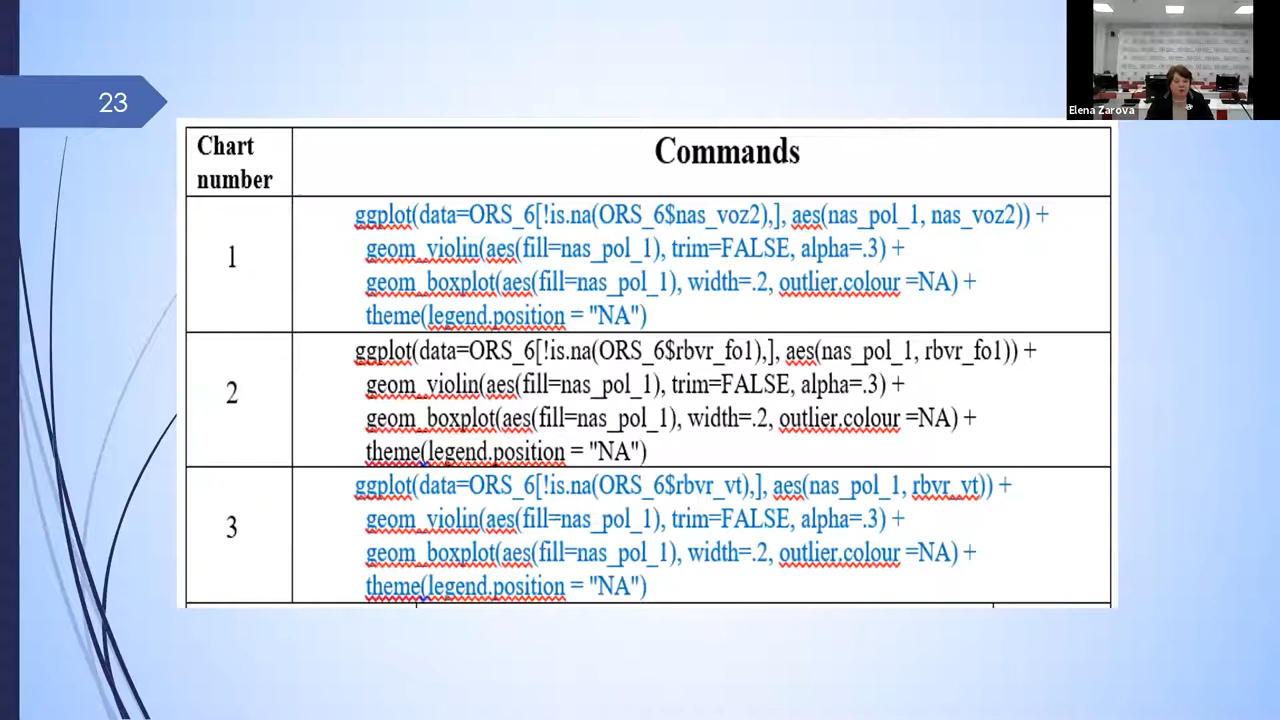 23
Elena Zarova
Chart
number
Commands
1
ggplot(data=ORS_6[!is.na(ORS_6$nas_voz2),], aes(nas_pol_1, nas_voz2)) +
geom_violin(aes(fill=nas_pol_1), trim=FALSE, alpha=.3) +
geom_boxplot(aes(fill=nas_pol_1), width=.2, outlier.colour =NA) +
theme(legend.position = "NA")
2
ggplot(data=ORS_6[!is.na(ORS_6$rbvr_fo1),], aes(nas_pol_1, rbvr_fo1)) +
geom_violin(aes(fill=nas_pol_1), trim=FALSE, alpha=.3) +
geom_boxplot(aes(fill=nas_pol_1), width=.2, outlier.colour =NA) +
theme(legend.position = "NA")
3
ggplot(data=ORS_6[!is.na(ORS_6$rbvr_vt),], aes(nas_pol_1, rbvr_vt)) +
geom_violin(aes(fill=nas_pol_1), trim=FALSE, alpha=.3) +
geom_boxplot(aes(fill=nas_pol_1), width=.2, outlier.colour =NA) +
theme(legend.position = "NA")